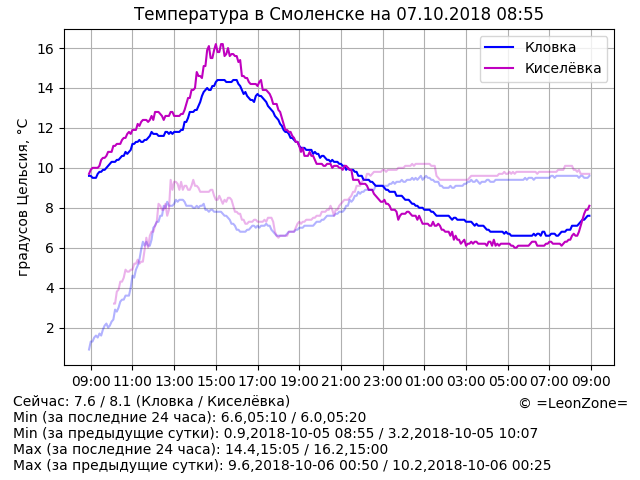 Температура в Смоленске на 07.10.2018 08:55
Кловка
Киселёвка
градусов Цельсия, °C
16
14
12
10
8
6
4
2
09:00 11:00 13:00 15:00 17:00 19:00 21:00 23:00 01:00 03:00 05:00 07:00 09:00
Сейчас: 7.6 / 8.1 (Кловка / Киселёвка)
© =LeonZone=
Min (за последние 24 часа): 6.6,05:10 / 6.0,05:20
Min (за предыдущие сутки): 0.9,2018-10-05 08:55 / 3.2,2018-10-05 10:07
Max (за последние 24 часа): 14.4,15:05 / 16.2,15:00
Max (за предыдущие сутки): 9.6,2018-10-06 00:50 / 10.2,2018-10-06 00:25